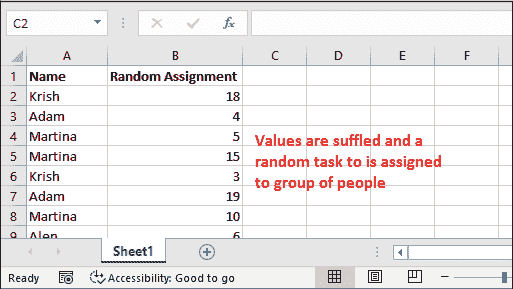 C2
fx
A B C D E F
1 Name Random Assignment
2 Krish 18
3 Adam 4
4 Martina 5
5 Martina 15
6 Krish 3
7 Adam 19
8 Martina 10
9 Alen 6
Values are suffled and a
random task to is assigned
to group of people
Sheet1
Ready Accessibility: Good to go